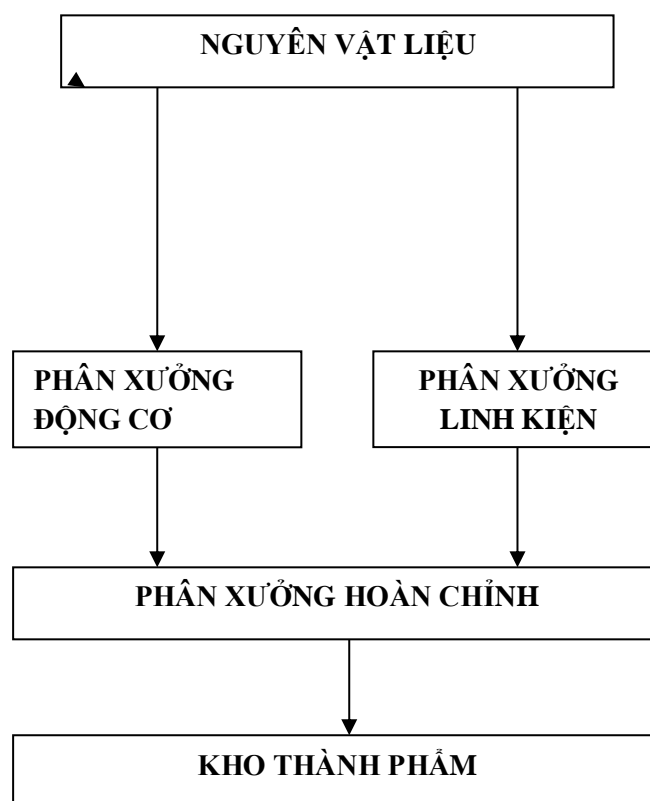 NGUYÊN VẬT LIỆU
PHÂN XƯỞNG
ĐỘNG CƠ
PHÂN XƯỞNG
LINH KIỆN
PHÂN XƯỞNG HOÀN CHỈNH
KHO THÀNH PHẨM